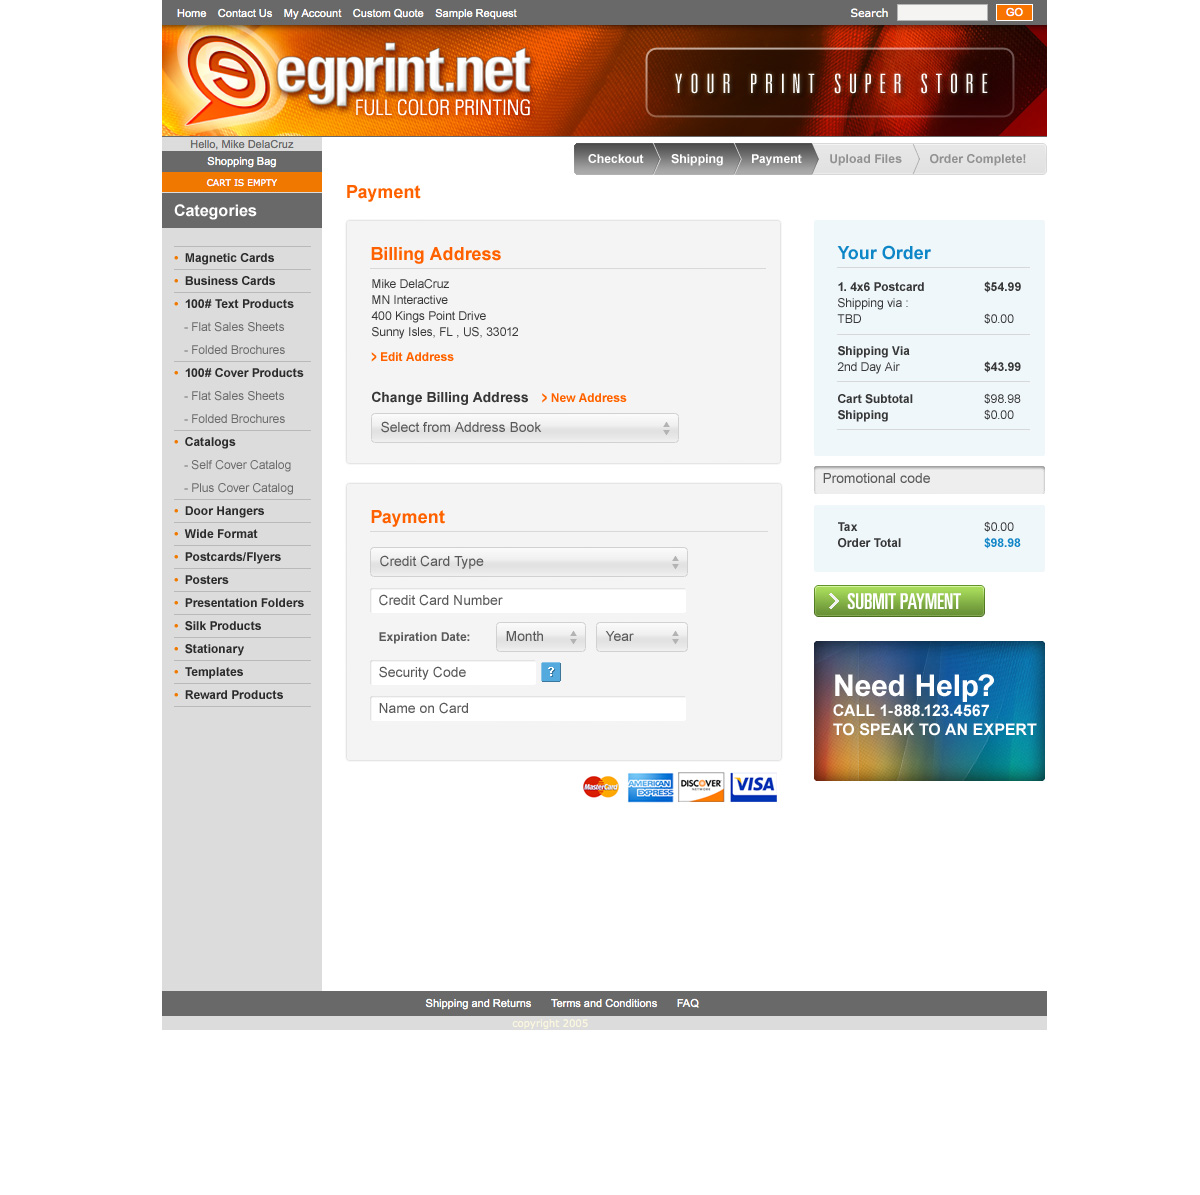 Home Contact Us My Account Custom Quote Sample Request Search GO
egprint.net
FULL COLOR PRINTING
YOUR PRINT SUPER STORE
Hello, Mike DelaCruz
Shopping Bag
CART IS EMPTY
Categories
• Magnetic Cards
• Business Cards
• 100# Text Products
- Flat Sales Sheets
- Folded Brochures
• 100# Cover Products
- Flat Sales Sheets
- Folded Brochures
• Catalogs
- Self Cover Catalog
- Plus Cover Catalog
• Door Hangers
• Wide Format
• Postcards/Flyers
• Posters
• Presentation Folders
• Silk Products
• Stationary
• Templates
• Reward Products
Checkout Shipping Payment Upload Files Order Complete!
Payment
Billing Address
Mike DelaCruz
MN Interactive
400 Kings Point Drive
Sunny Isles, FL , US, 33012
Edit Address
Change Billing Address New Address
Select from Address Book
Payment
Credit Card Type
Credit Card Number
Expiration Date: Month Year
Security Code ?
Name on Card
MasterCard AMERICAN EXPRESS DISCOVER NETWORK VISA
Your Order
1. 4x6 Postcard $54.99
Shipping via :
TBD $0.00
Shipping Via
2nd Day Air $43.99
Cart Subtotal $98.98
Shipping $0.00
Promotional code
Tax $0.00
Order Total $98.98
SUBMIT PAYMENT
Need Help?
CALL 1-888.123.4567
TO SPEAK TO AN EXPERT
Shipping and Returns Terms and Conditions FAQ
copyright 2005